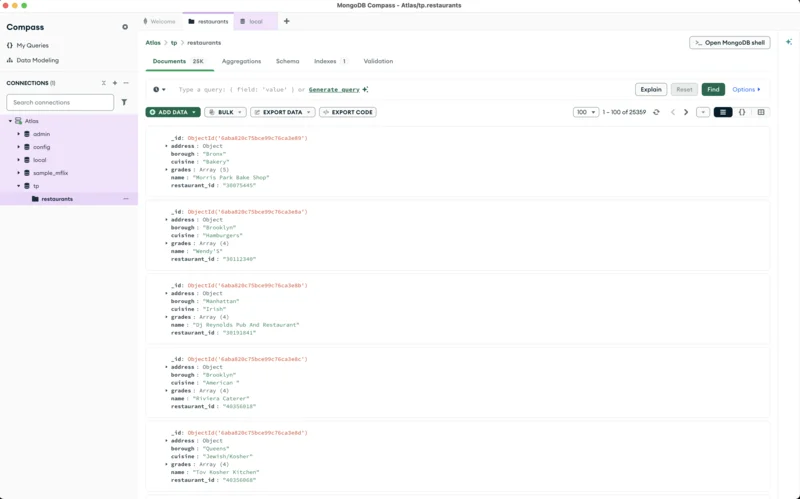 MongoDB Compass - Atlas/tp.restaurants
Compass
My Queries
Data Modeling
CONNECTIONS (1)
Search connections
Atlas
admin
config
local
sample_mflix
tp
restaurants
Welcome
restaurants
local
Atlas > tp > restaurants
Open MongoDB shell
Documents 25K
Aggregations
Schema
Indexes 1
Validation
Type a query: { field: 'value' } or Generate query
Explain
Reset
Find
Options
ADD DATA
BULK
EXPORT DATA
EXPORT CODE
100
1 – 100 of 25359
_id: ObjectId('6aba820c75bce99c76ca3e89')
address: Object
borough: "Bronx"
cuisine: "Bakery"
grades: Array (5)
name: "Morris Park Bake Shop"
restaurant_id: "30075445"
_id: ObjectId('6aba820c75bce99c76ca3e8a')
address: Object
borough: "Brooklyn"
cuisine: "Hamburgers"
grades: Array (4)
name: "Wendy'S"
restaurant_id: "30112340"
_id: ObjectId('6aba820c75bce99c76ca3e8b')
address: Object
borough: "Manhattan"
cuisine: "Irish"
grades: Array (4)
name: "Dj Reynolds Pub And Restaurant"
restaurant_id: "30191841"
_id: ObjectId('6aba820c75bce99c76ca3e8c')
address: Object
borough: "Brooklyn"
cuisine: "American "
grades: Array (4)
name: "Riviera Caterer"
restaurant_id: "40356018"
_id: ObjectId('6aba820c75bce99c76ca3e8d')
address: Object
borough: "Queens"
cuisine: "Jewish/Kosher"
grades: Array (4)
name: "Tov Kosher Kitchen"
restaurant_id: "40356068"